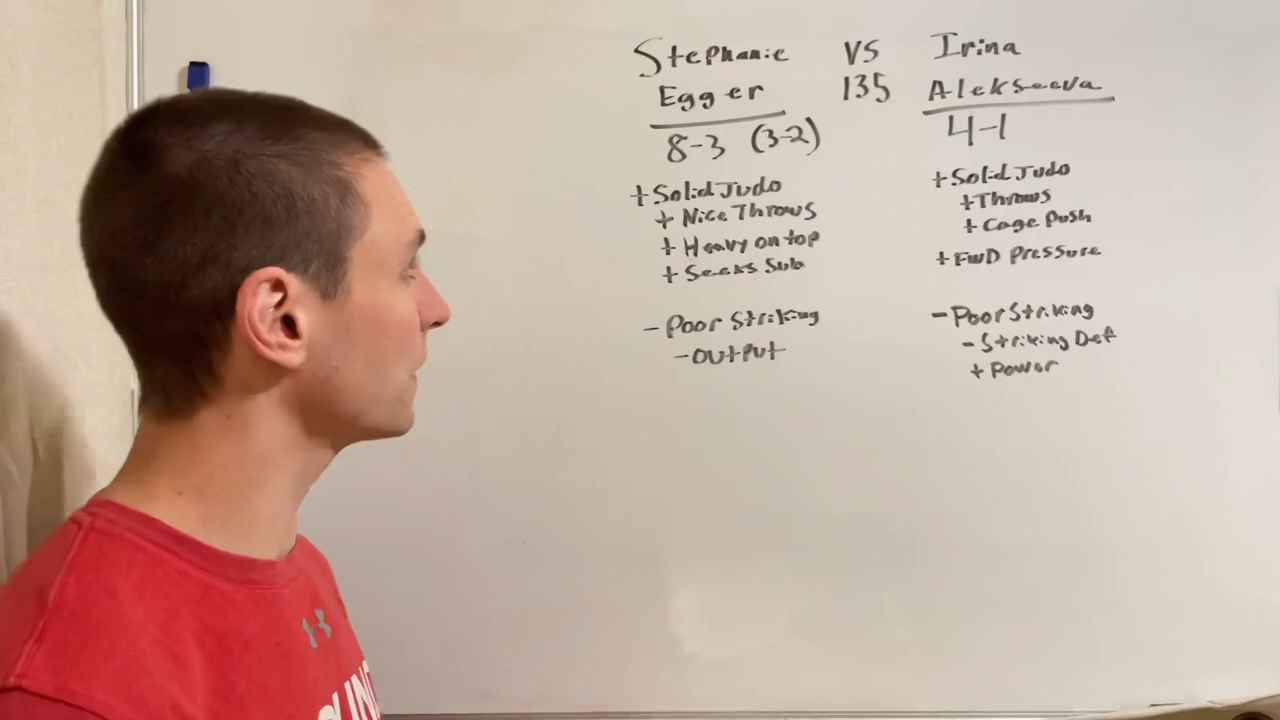 Stephanie VS Irina
Egger 135 Alekseeva
8-3 (3-2) 4-1
+ Solid Judo
+ Nice Throws
+ Heavy on top
+ Seeks Sub
- Poor Striking
- Output
+ Solid Judo
+ Throws
+ Cage Push
+ FWD Pressure
- Poor Striking
- Striking Def
+ Power